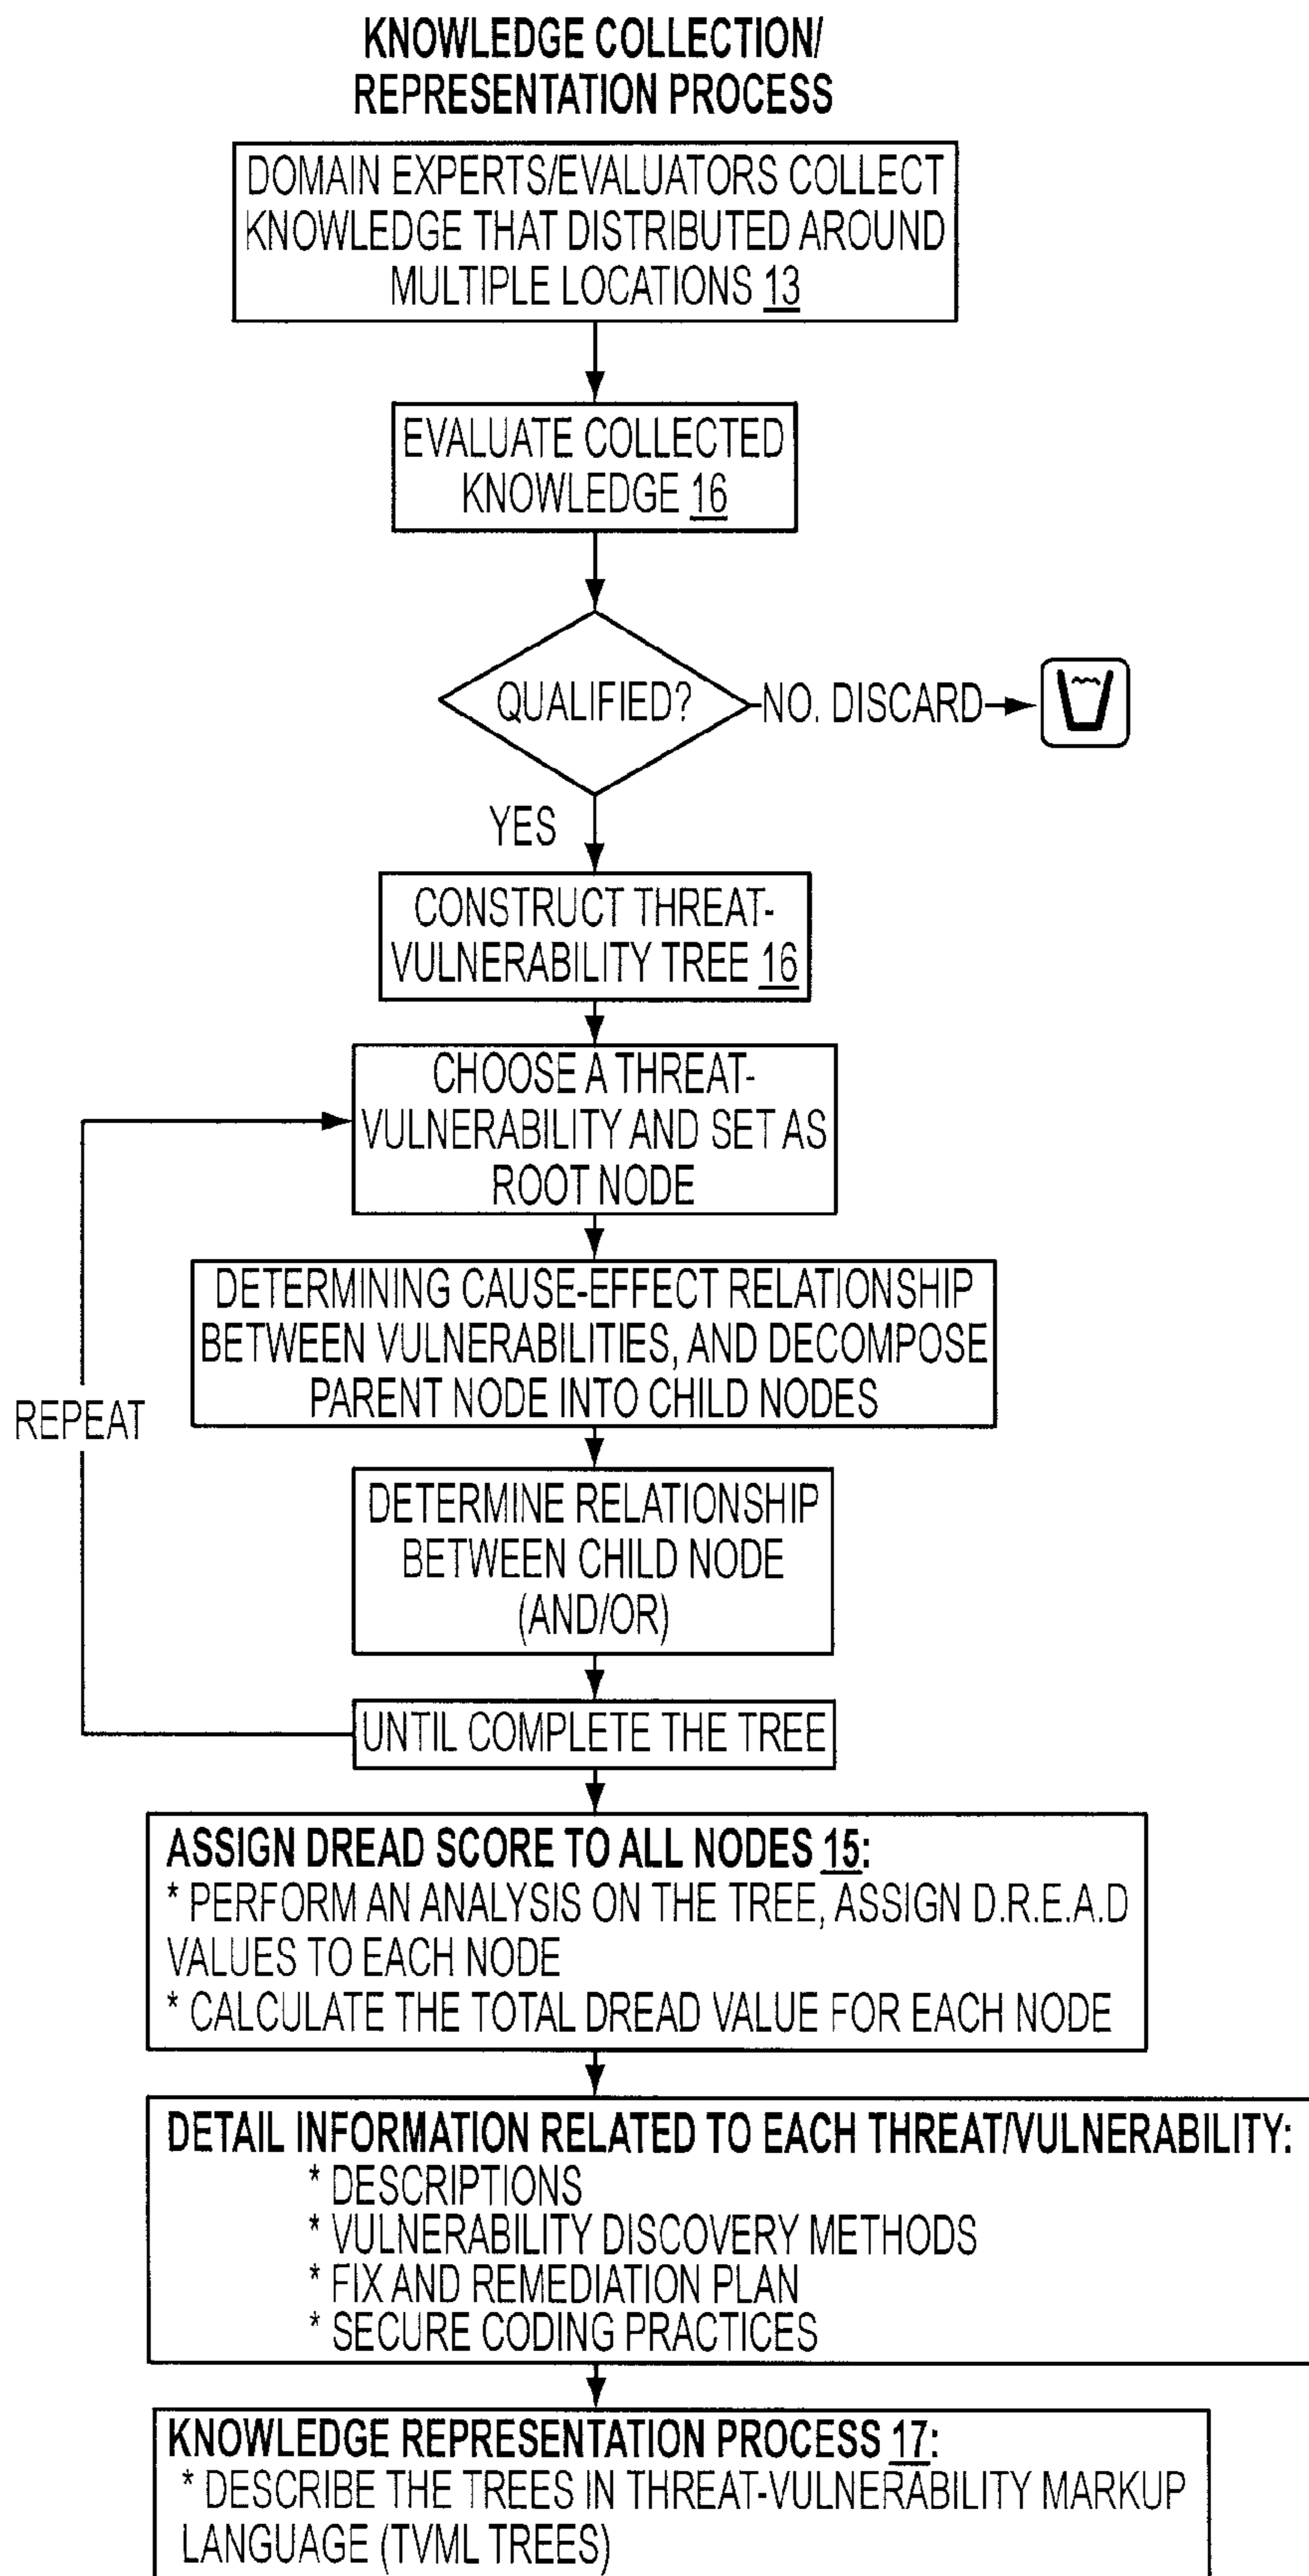 KNOWLEDGE COLLECTION/
REPRESENTATION PROCESS
DOMAIN EXPERTS/EVALUATORS COLLECT
KNOWLEDGE THAT DISTRIBUTED AROUND
MULTIPLE LOCATIONS 13
EVALUATE COLLECTED
KNOWLEDGE 16
QUALIFIED?
NO. DISCARD
YES
CONSTRUCT THREAT-
VULNERABILITY TREE 16
CHOOSE A THREAT-
VULNERABILITY AND SET AS
ROOT NODE
DETERMINING CAUSE-EFFECT RELATIONSHIP
BETWEEN VULNERABILITIES, AND DECOMPOSE
PARENT NODE INTO CHILD NODES
REPEAT
DETERMINE RELATIONSHIP
BETWEEN CHILD NODE
(AND/OR)
UNTIL COMPLETE THE TREE
ASSIGN DREAD SCORE TO ALL NODES 15:
* PERFORM AN ANALYSIS ON THE TREE, ASSIGN D.R.E.A.D
VALUES TO EACH NODE
* CALCULATE THE TOTAL DREAD VALUE FOR EACH NODE
DETAIL INFORMATION RELATED TO EACH THREAT/VULNERABILITY:
* DESCRIPTIONS
* VULNERABILITY DISCOVERY METHODS
* FIX AND REMEDIATION PLAN
* SECURE CODING PRACTICES
KNOWLEDGE REPRESENTATION PROCESS 17:
* DESCRIBE THE TREES IN THREAT-VULNERABILITY MARKUP
LANGUAGE (TVML TREES)